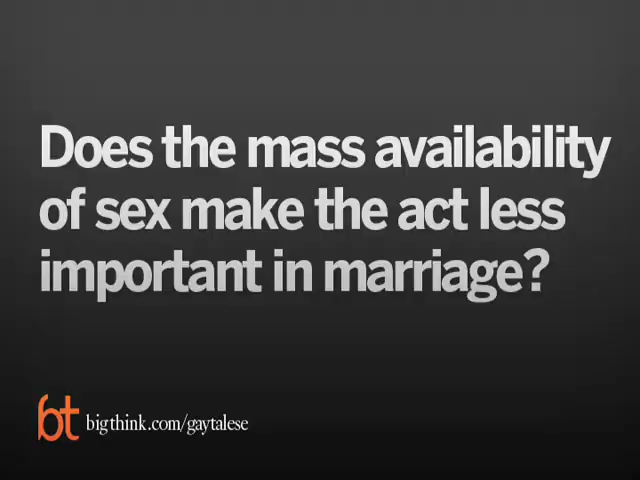 Does the mass availability
of sex make the act less
important in marriage?
bt bigthink.com/gaytalese